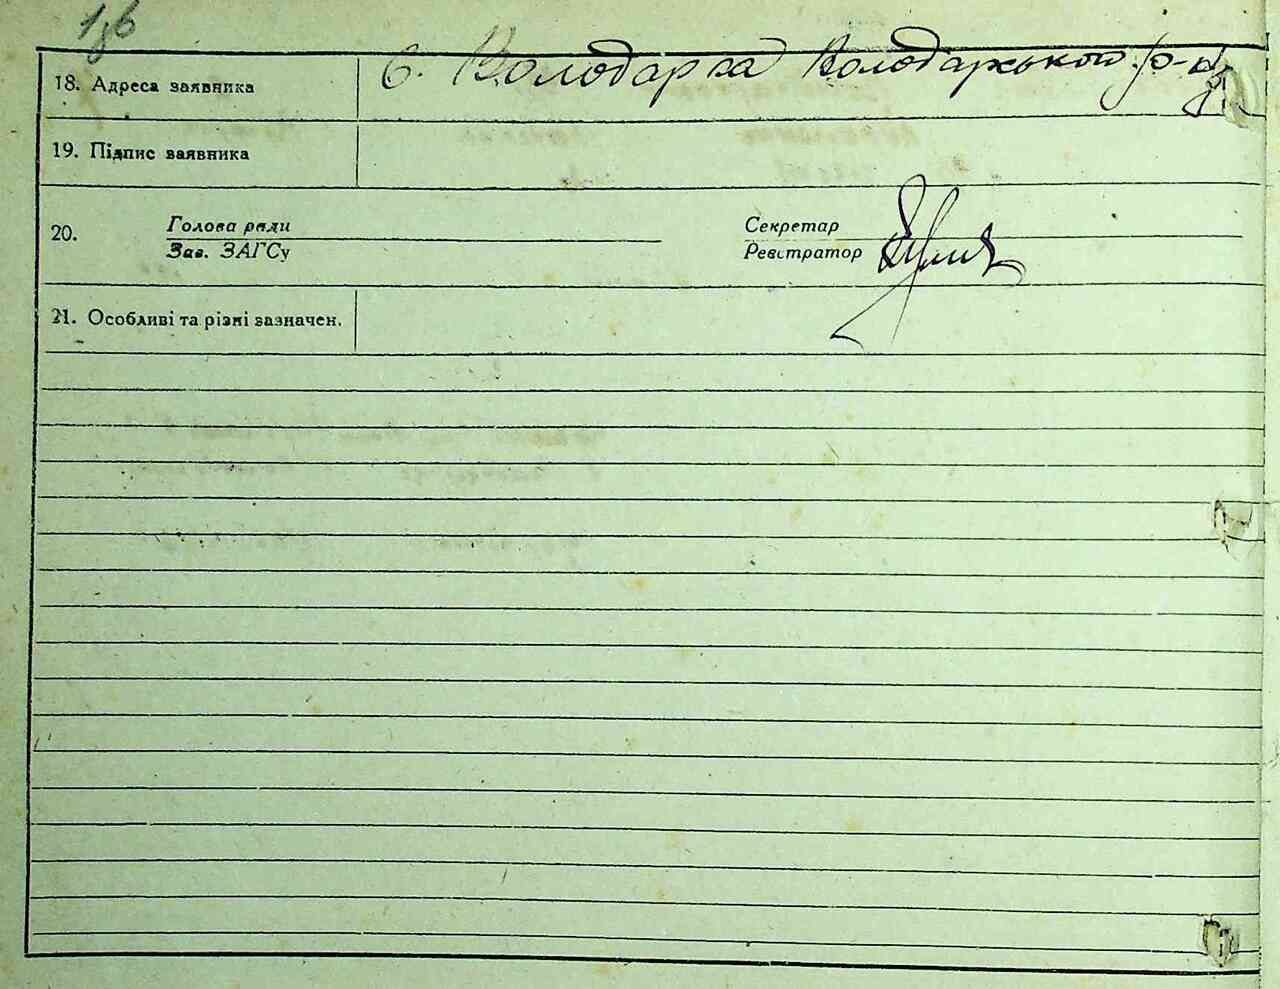 1зв
с. Володарка Володарського р-ну
18. Адреса заявника
19. Підпис заявника
20.
Голова ради
Зав. ЗАГСу
Секретар
Реєстратор
21. Особливі та різні зазначен.